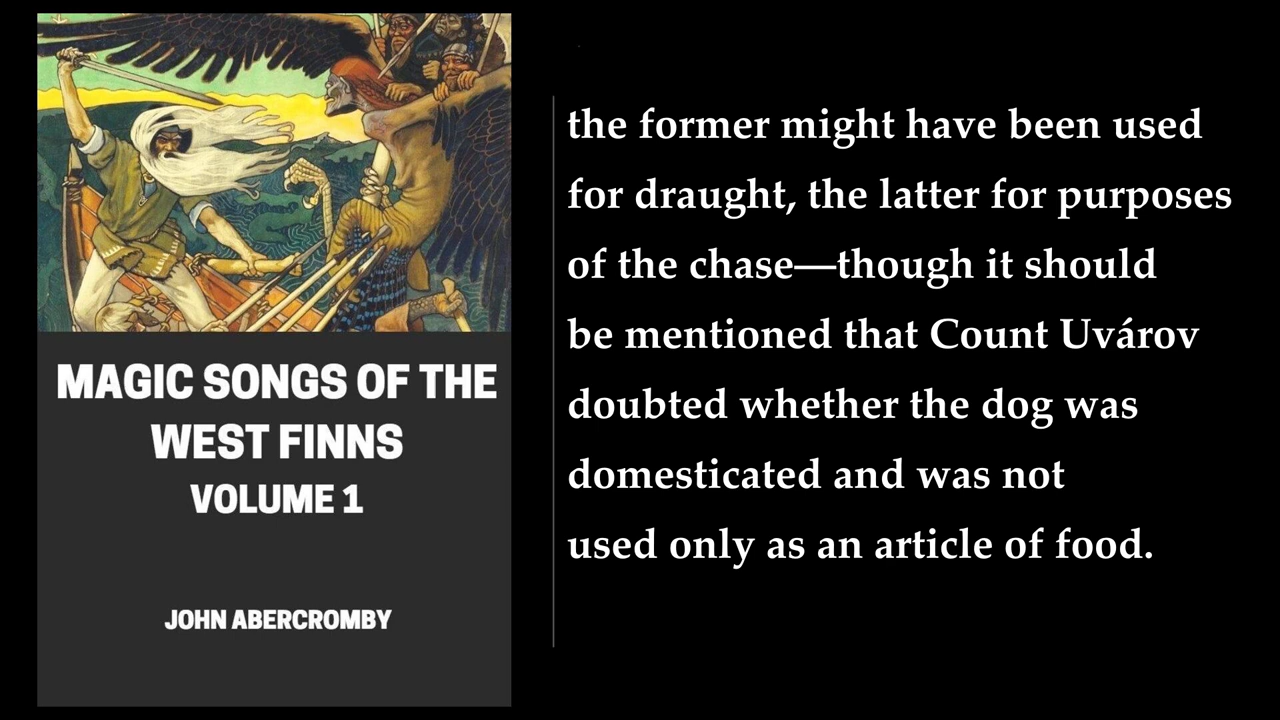 MAGIC SONGS OF THE
WEST FINNS
VOLUME 1
JOHN ABERCROMBY
the former might have been used
for draught, the latter for purposes
of the chase—though it should
be mentioned that Count Uvárov
doubted whether the dog was
domesticated and was not
used only as an article of food.